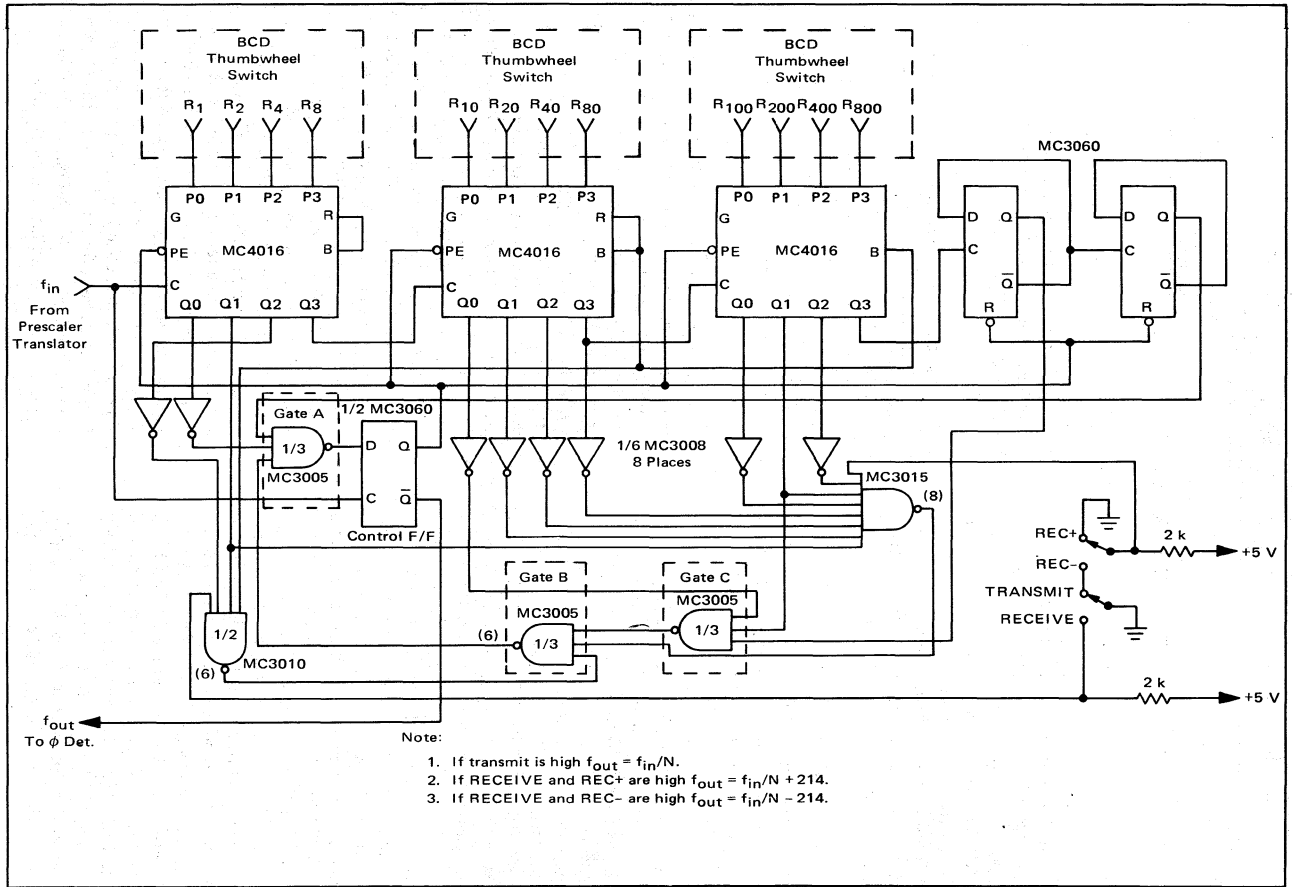 BCD
Thumbwheel
Switch
BCD
Thumbwheel
Switch
BCD
Thumbwheel
Switch
R1 R2 R4 R8
R10 R20 R40 R80
R100 R200 R400 R800
MC3060
P0 P1 P2 P3
G R
PE MC4016 B
C
Q0 Q1 Q2 Q3
P0 P1 P2 P3
G R
PE MC4016 B
C
Q0 Q1 Q2 Q3
P0 P1 P2 P3
G
PE MC4016 B
C
Q0 Q1 Q2 Q3
D Q
C
Q̅
R
D Q
C
Q̅
R
fin
From
Prescaler
Translator
Gate A
1/3
MC3005
1/2 MC3060
D Q
C Q̅
Control F/F
1/6 MC3008
8 Places
MC3015
(8)
REC+
REC-
TRANSMIT
RECEIVE
2 k
+5 V
2 k
+5 V
Gate B
MC3005
1/3
(6)
Gate C
MC3005
1/3
1/2
MC3010
(6)
fout
To ϕ Det.
Note:
1. If transmit is high fout = fin/N.
2. If RECEIVE and REC+ are high fout = fin/N + 214.
3. If RECEIVE and REC− are high fout = fin/N − 214.